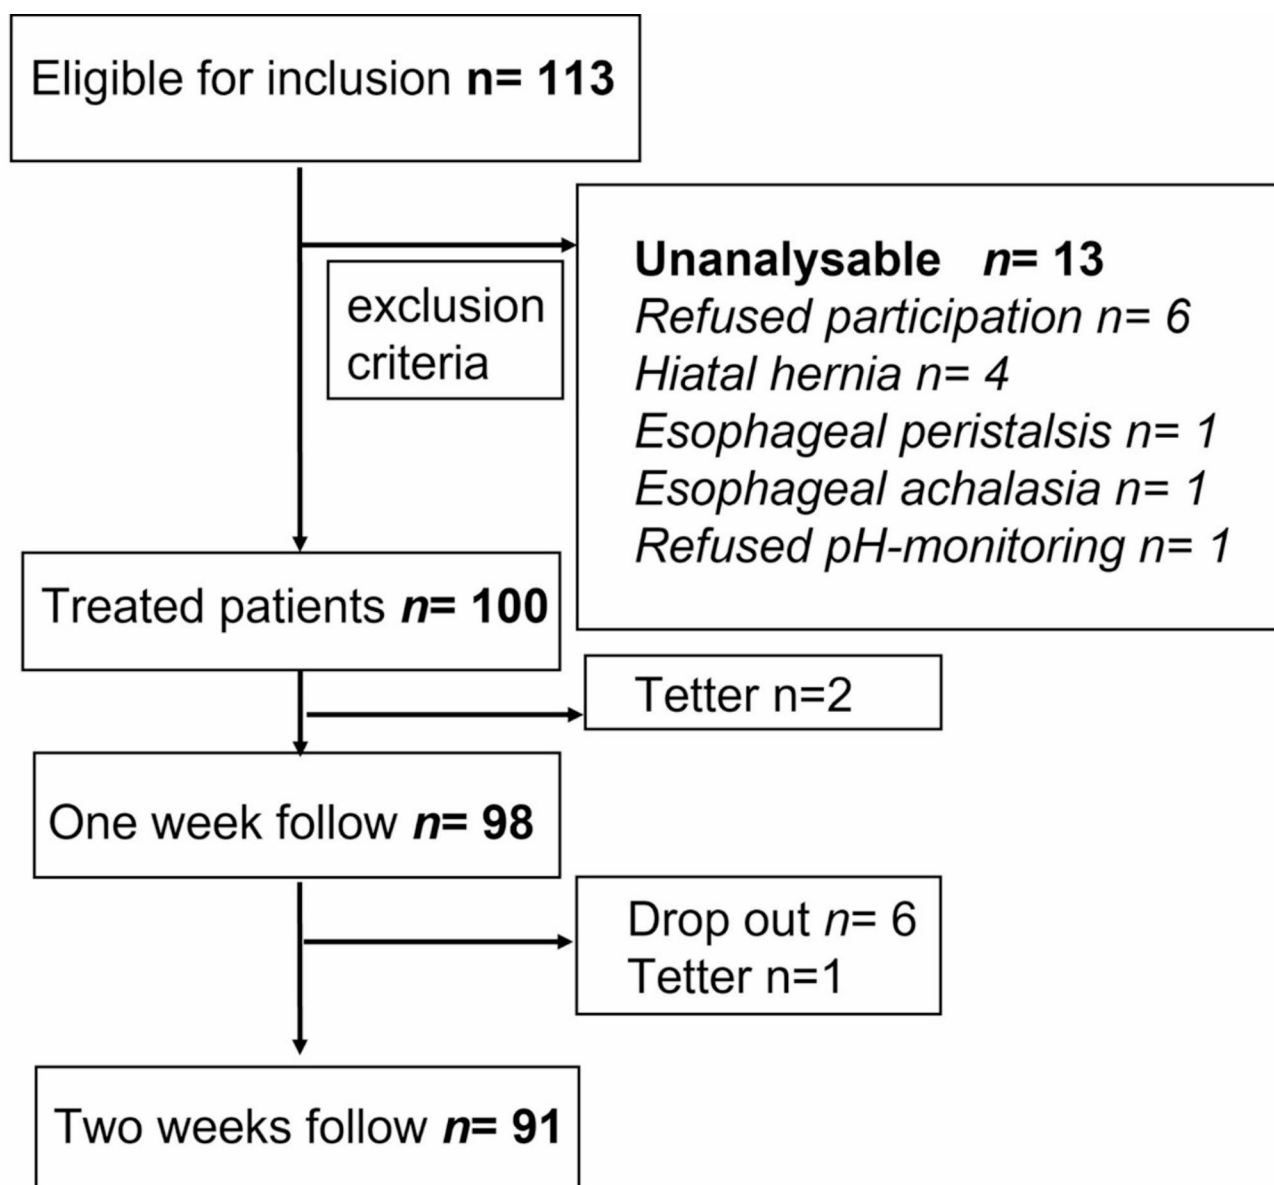 Eligible for inclusion n= 113
exclusion
criteria
Unanalysable n= 13
Refused participation n= 6
Hiatal hernia n= 4
Esophageal peristalsis n= 1
Esophageal achalasia n= 1
Refused pH-monitoring n= 1
Treated patients n= 100
Tetter n=2
One week follow n= 98
Drop out n= 6
Tetter n=1
Two weeks follow n= 91